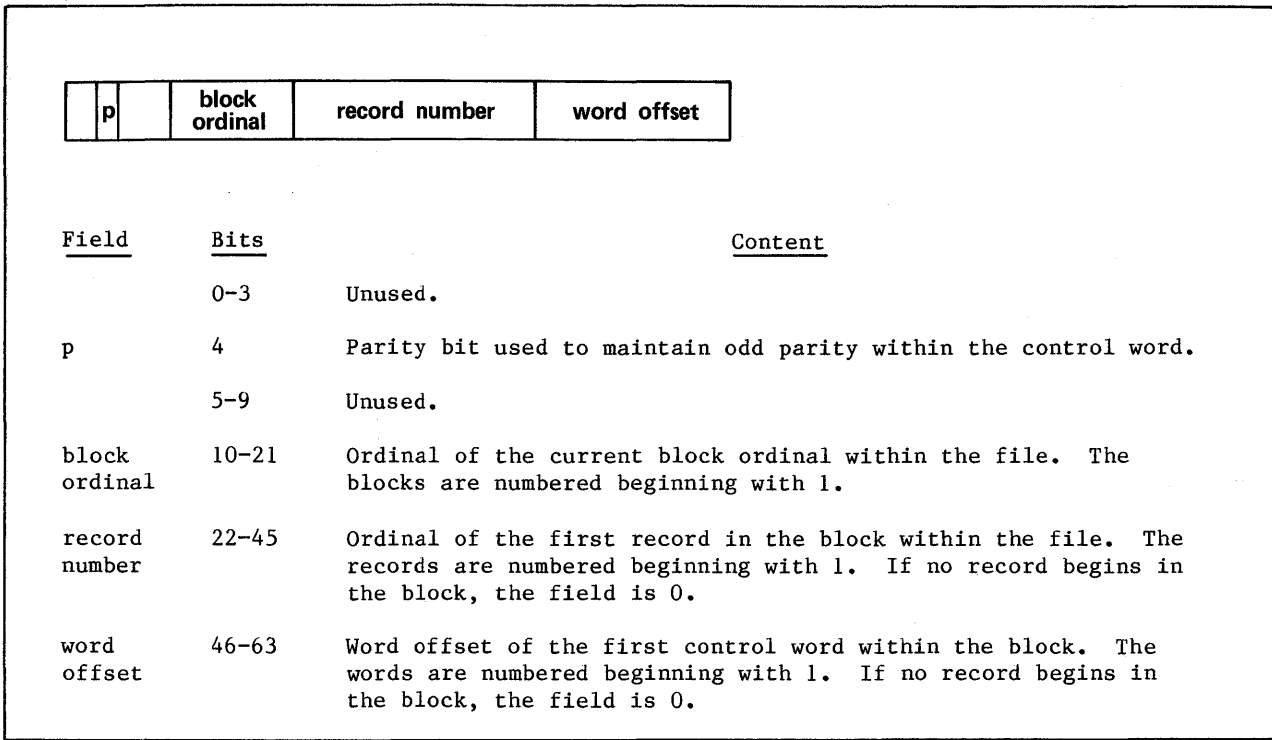 p block ordinal record number word offset
Field Bits Content
0-3 Unused.
p 4 Parity bit used to maintain odd parity within the control word.
5-9 Unused.
block 10-21 Ordinal of the current block ordinal within the file. The
ordinal blocks are numbered beginning with 1.
record 22-45 Ordinal of the first record in the block within the file. The
number records are numbered beginning with 1. If no record begins in
the block, the field is 0.
word 46-63 Word offset of the first control word within the block. The
offset words are numbered beginning with 1. If no record begins in
the block, the field is 0.